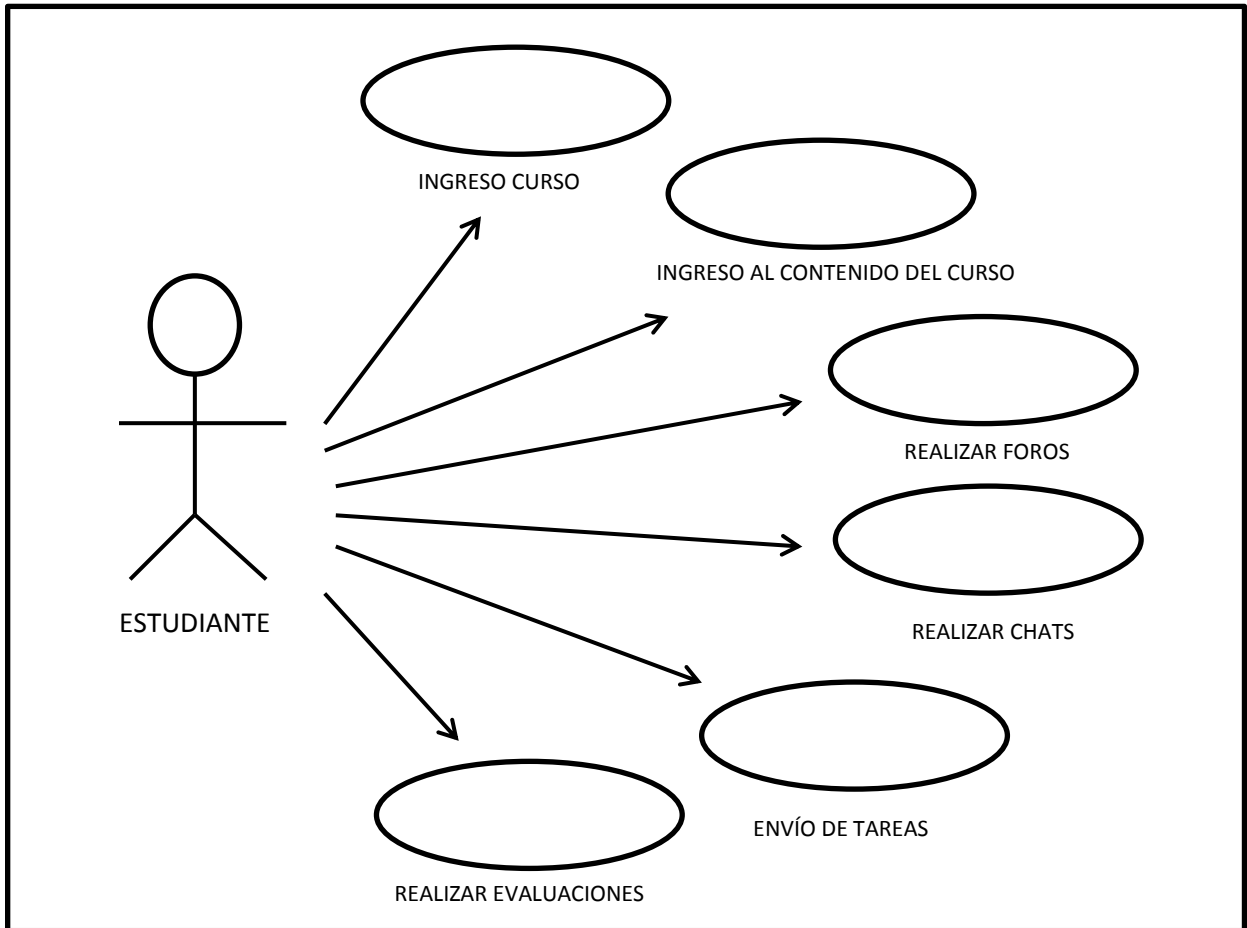 INGRESO CURSO
INGRESO AL CONTENIDO DEL CURSO
REALIZAR FOROS
ESTUDIANTE
REALIZAR CHATS
ENVÍO DE TAREAS
REALIZAR EVALUACIONES